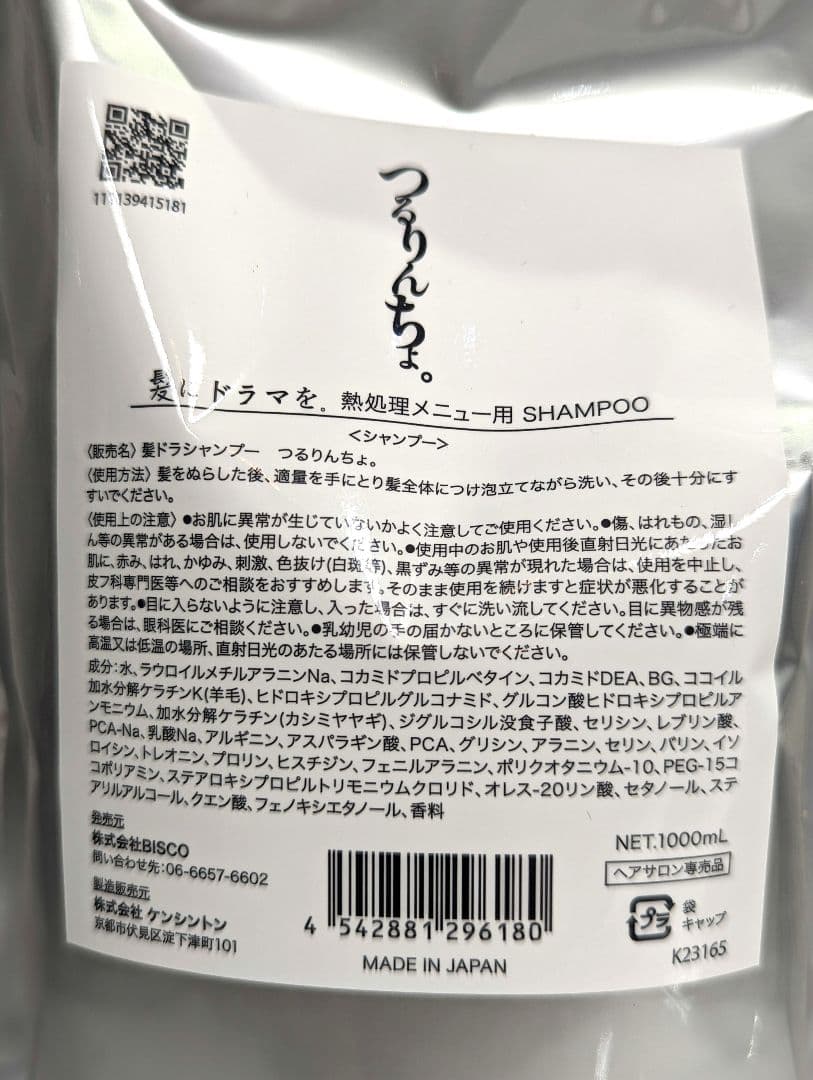 つるりんちょ。
髪にドラマを。熱処理メニュー用 SHAMPOO
<シャンプー>
〈販売名〉髪ドラシャンプー つるりんちょ。
〈使用方法〉髪をぬらした後、適量を手にとり髪全体につけ泡立てながら洗い、その後十分にす
すいでください。
〈使用上の注意〉●お肌に異常が生じていないかよく注意してご使用ください。●傷、はれもの、湿し
ん等の異常がある場合は、使用しないでください。●使用中のお肌や使用後直射日光にあたったお
肌に、赤み、はれ、かゆみ、刺激、色抜け(白斑等)、黒ずみ等の異常が現れた場合は、使用を中止し、
皮フ科専門医等へのご相談をおすすめします。そのまま使用を続けますと症状が悪化することが
あります。●目に入らないように注意し、入った場合は、すぐに洗い流してください。目に異物感が残
る場合は、眼科医にご相談ください。●乳幼児の手の届かないところに保管してください。●極端に
高温又は低温の場所、直射日光のあたる場所には保管しないでください。
成分:水、ラウロイルメチルアラニンNa、コカミドプロピルベタイン、コカミドDEA、BG、ココイル
加水分解ケラチンK(羊毛)、ヒドロキシプロピルグルコナミド、グルコン酸ヒドロキシプロピルア
ンモニウム、加水分解ケラチン(カシミヤヤギ)、ジグルコシル没食子酸、セリシン、レブリン酸、
PCA-Na、乳酸Na、アルギニン、アスパラギン酸、PCA、グリシン、アラニン、セリン、バリン、イソ
ロイシン、トレオニン、プロリン、ヒスチジン、フェニルアラニン、ポリクオタニウム-10、PEG-15コ
コポリアミン、ステアロキシプロピルトリモニウムクロリド、オレス-20リン酸、セタノール、ステ
アリルアルコール、クエン酸、フェノキシエタノール、香料
発売元
株式会社BISCO
問い合わせ先:06-6657-6602
製造販売元
株式会社 ケンシントン
京都市伏見区淀下津町101
4 542881 296180
MADE IN JAPAN
NET.1000mL
ヘアサロン専売品
プラ
袋
キャップ
K23165